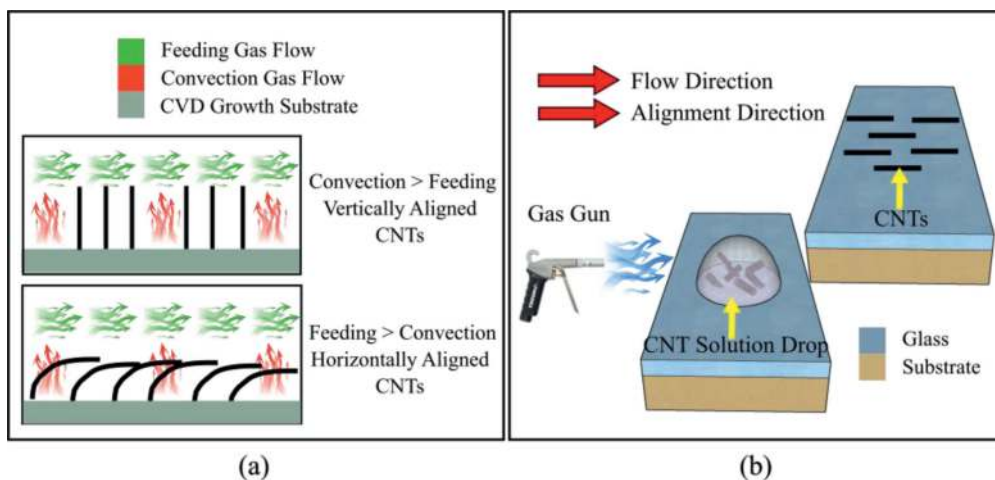 Feeding Gas Flow
Convection Gas Flow
CVD Growth Substrate
Convection > Feeding
Vertically Aligned
CNTs
Feeding > Convection
Horizontally Aligned
CNTs
(a)
Flow Direction
Alignment Direction
CNTs
Gas Gun
CNT Solution Drop
Glass
Substrate
(b)